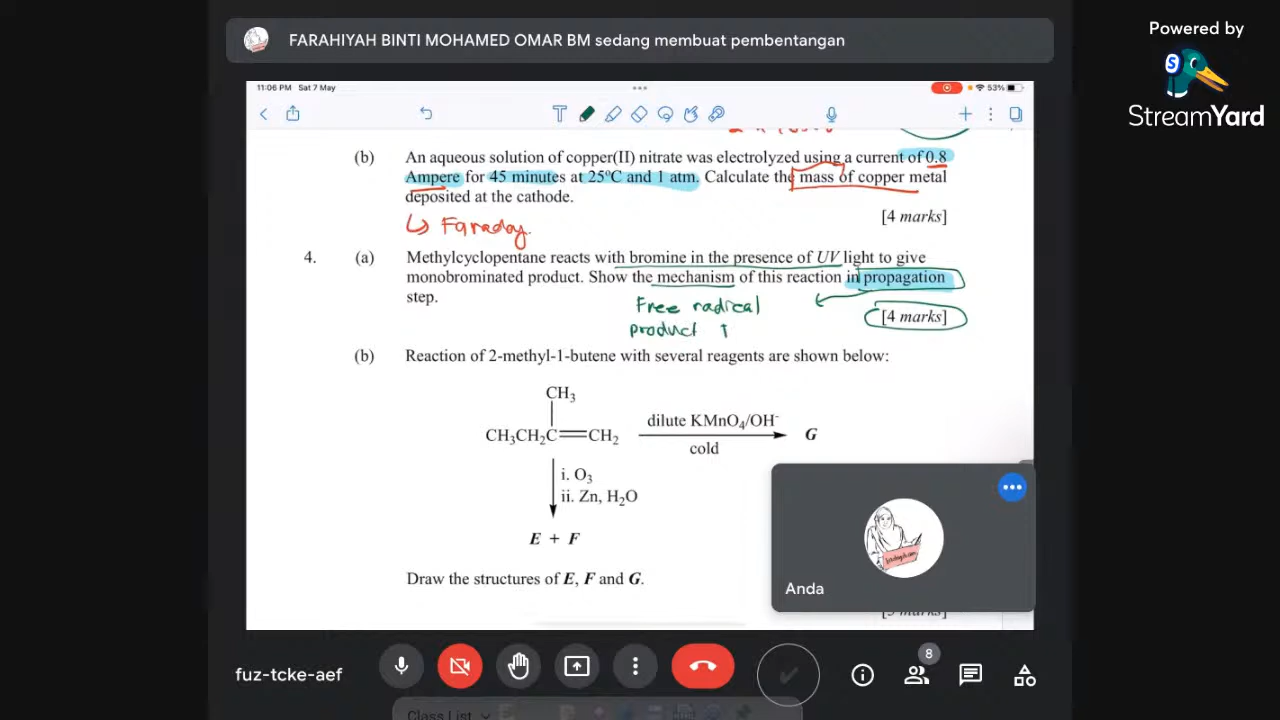 FARAHIYAH BINTI MOHAMED OMAR BM sedang membuat pembentangan
Powered by
StreamYard
11:06 PM Sat 7 May
53%
(b) An aqueous solution of copper(II) nitrate was electrolyzed using a current of 0.8
Ampere for 45 minutes at 25°C and 1 atm. Calculate the mass of copper metal
deposited at the cathode.
[4 marks]
Faraday.
4. (a) Methylcyclopentane reacts with bromine in the presence of UV light to give
monobrominated product. Show the mechanism of this reaction in propagation
step.
Free radical
[4 marks]
product
(b) Reaction of 2-methyl-1-butene with several reagents are shown below:
CH₃
CH₃CH₂C=CH₂
dilute KMnO₄/OH⁻
cold
G
i. O₃
ii. Zn, H₂O
E + F
Draw the structures of E, F and G.
Anda
fuz-tcke-aef
8
Class List